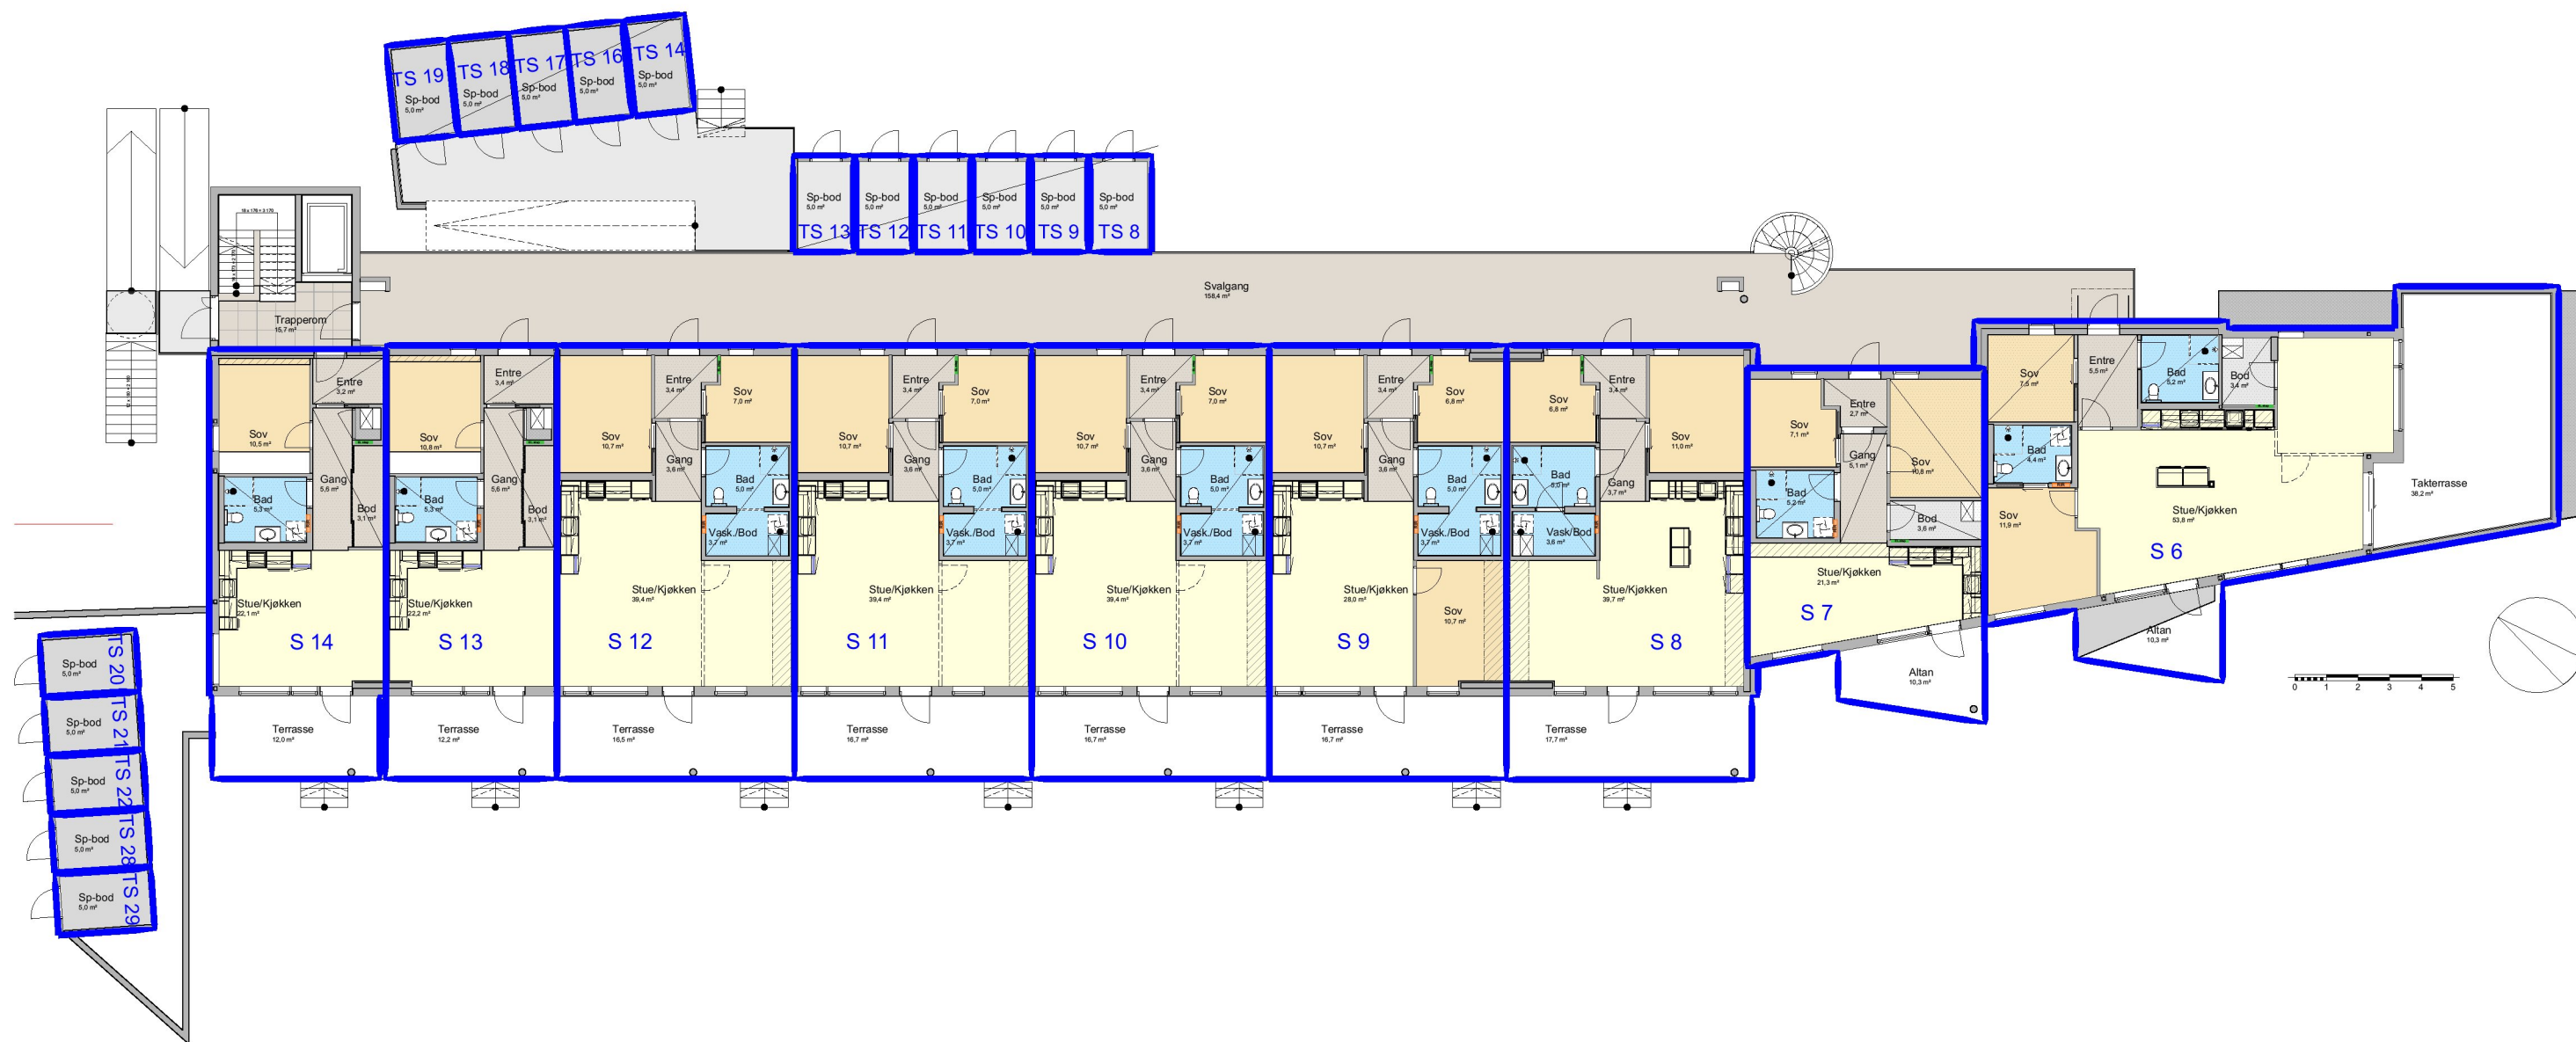 TS 19
TS 18
TS 17
TS 16
TS 14
Sp-bod
5,0 m²
Sp-bod
5,0 m²
Sp-bod
5,0 m²
Sp-bod
5,0 m²
Sp-bod
5,0 m²
Sp-bod
5,0 m²
Sp-bod
5,0 m²
Sp-bod
5,0 m²
Sp-bod
5,0 m²
Sp-bod
5,0 m²
Sp-bod
5,0 m²
TS 13
TS 12
TS 11
TS 10
TS 9
TS 8
Svalgang
158,4 m²
Trapperom
15,7 m²
Sov
10,5 m²
Entre
3,2 m²
Gang
5,6 m²
Bad
5,3 m²
Bod
3,1 m²
Stue/Kjøkken
22,1 m²
S 14
Terrasse
12,0 m²
Sov
10,8 m²
Entre
3,4 m²
Gang
5,6 m²
Bad
5,3 m²
Bod
3,1 m²
Stue/Kjøkken
22,2 m²
S 13
Terrasse
12,2 m²
Sov
10,7 m²
Entre
3,4 m²
Sov
7,0 m²
Gang
3,6 m²
Bad
5,0 m²
Vask./Bod
3,7 m²
Stue/Kjøkken
39,4 m²
S 12
Terrasse
16,5 m²
Sov
10,7 m²
Entre
3,4 m²
Sov
7,0 m²
Gang
3,6 m²
Bad
5,0 m²
Vask./Bod
3,7 m²
Stue/Kjøkken
39,4 m²
S 11
Terrasse
16,7 m²
Sov
10,7 m²
Entre
3,4 m²
Sov
7,0 m²
Gang
3,6 m²
Bad
5,0 m²
Vask./Bod
3,7 m²
Stue/Kjøkken
39,4 m²
S 10
Terrasse
16,7 m²
Sov
10,7 m²
Entre
3,4 m²
Sov
6,8 m²
Gang
3,6 m²
Bad
5,0 m²
Vask./Bod
3,7 m²
Stue/Kjøkken
28,0 m²
Sov
10,7 m²
S 9
Terrasse
16,7 m²
Sov
6,8 m²
Entre
3,4 m²
Sov
11,0 m²
Bad
5,0 m²
Gang
3,7 m²
Vask/Bod
3,6 m²
Stue/Kjøkken
39,7 m²
S 8
Terrasse
17,7 m²
Sov
7,1 m²
Entre
2,7 m²
Gang
5,1 m²
Sov
10,8 m²
Bad
5,2 m²
Bod
3,6 m²
Stue/Kjøkken
21,3 m²
S 7
Altan
10,3 m²
Sov
7,5 m²
Entre
5,5 m²
Bad
5,2 m²
Bod
3,4 m²
Bad
4,4 m²
Sov
11,9 m²
Stue/Kjøkken
53,8 m²
S 6
Takterrasse
38,2 m²
Altan
10,3 m²
0 1 2 3 4 5
Sp-bod
5,0 m²
TS 20
Sp-bod
5,0 m²
TS 21
Sp-bod
5,0 m²
TS 22
Sp-bod
5,0 m²
TS 28
Sp-bod
5,0 m²
TS 29